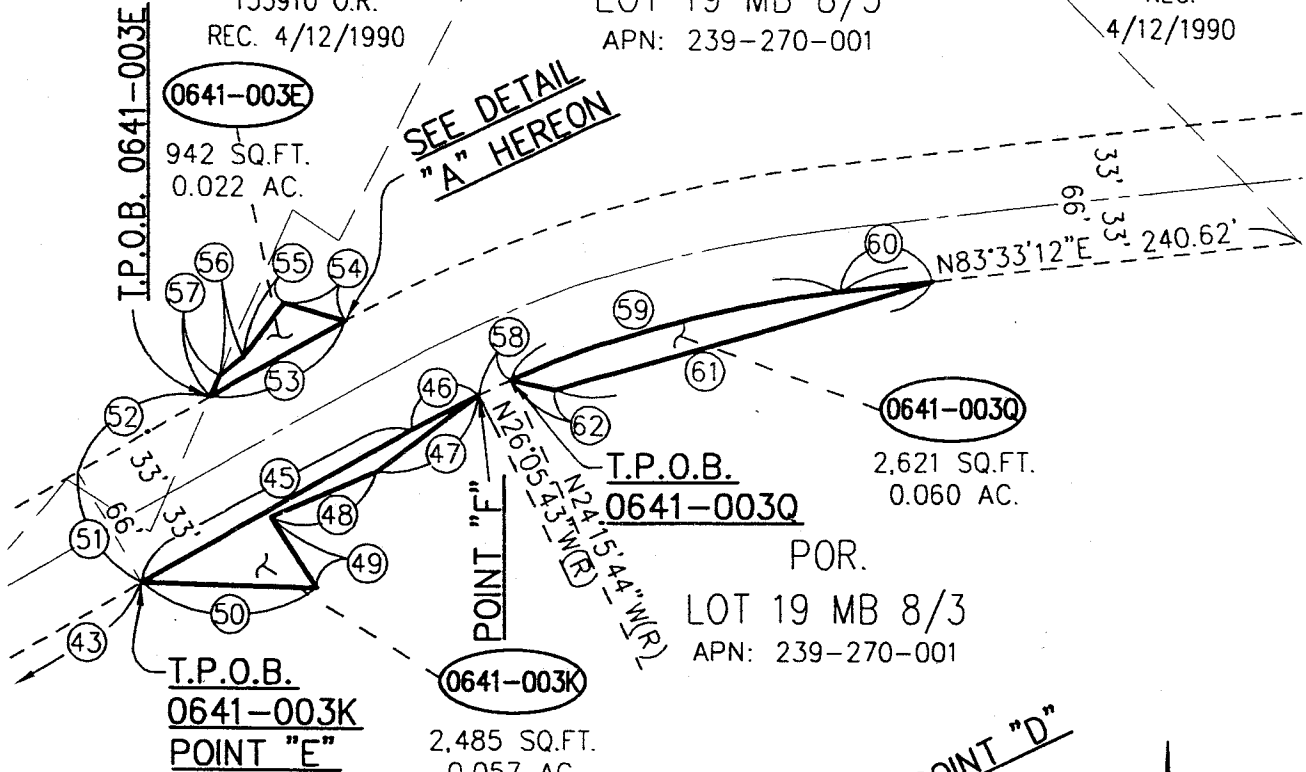 REC. 4/12/1990
LOT 19 MB 8/3
APN: 239-270-001
REC.
4/12/1990
T.P.O.B. 0641-003E
0641-003E
942 SQ.FT.
0.022 AC.
SEE DETAIL
"A" HEREON
33'
66'
33'
N83°33'12"E 240.62'
60
56
55
54
57
59
58
53
46
61
52
62
0641-003Q
2,621 SQ.FT.
0.060 AC.
33'
66'
33'
45
47
48
N26°05'43"W(R)
N24°15'44"W(R)
T.P.O.B.
0641-003Q
POINT "F"
51
49
50
43
POR.
LOT 19 MB 8/3
APN: 239-270-001
T.P.O.B.
0641-003K
POINT "E"
0641-003K
2,485 SQ.FT.
0.057 AC.
POINT "D"